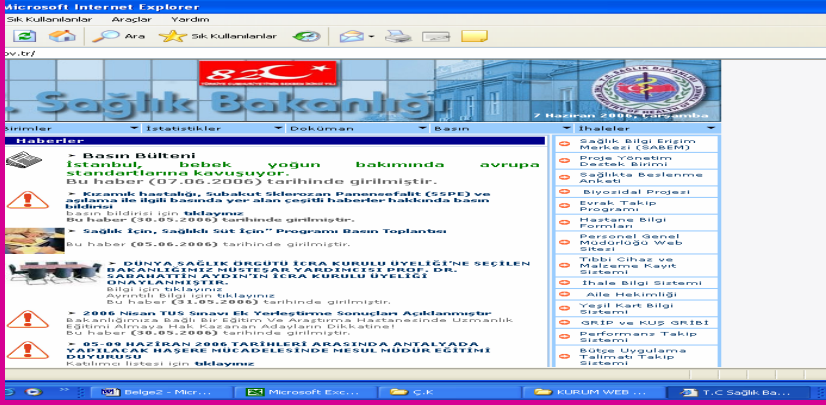 Microsoft Internet Explorer
Sık Kullanılanlar Araçlar Yardım
Ara Sık Kullanılanlar
ov.tr/
82
. Sağlık Bakanlığı
7 Haziran 2006, Çarşamba
Birimler İstatistikler Doküman Basın İhaleler
Haberler
➢ Basın Bülteni
İstanbul, bebek yoğun bakımında avrupa
standartlarına kavuşuyor.
Bu haber (07.06.2006) tarihinde girilmiştir.
➢ Kızamık hastalığı, Subakut Sklerozan Panensefalit (SSPE) ve
aşılama ile ilgili basında yer alan çeşitli haberler hakkında basın
bildirisi
basın bildirisi için tıklayınız
Bu haber (30.05.2006) tarihinde girilmiştir.
➢ Sağlık İçin, Sağlıklı Süt İçin" Programı Basın Toplantısı
Bu haber (05.06.2006) tarihinde girilmiştir.
➢ DÜNYA SAĞLIK ÖRGÜTÜ İCRA KURULU ÜYELİĞİ'NE SEÇİLEN
BAKANLIĞIMIZ MÜSTEŞAR YARDIMCISI PROF. DR.
SABAHATTİN AYDIN'IN İCRA KURULU ÜYELİĞİ
ONAYLANMIŞTIR.
Bilgi için tıklayınız
Ayrıntılı Bilgi için tıklayınız
Bu haber (31.05.2006) tarihinde girilmiştir.
➢ 2006 Nisan TUS Sınavı Ek Yerleştirme Sonuçları Açıklanmıştır
Bakanlığımıza Bağlı Bir Eğitim Ve Araştırma Hastanesinde Uzmanlık
Eğitimi Almaya Hak Kazanan Adayların Dikkatine!
Bu haber (30.05.2006) tarihinde girilmiştir.
➢ 05-09 HAZİRAN 2006 TARİHLERİ ARASINDA ANTALYADA
YAPILACAK HAŞERE MÜCADELESİNDE MESUL MÜDÜR EĞİTİMİ
DUYURUSU
Katılımcı listesi için tıklayınız
Sağlık Bilgi Erişim
Merkezi (SABEM)
Proje Yönetim
Destek Birimi
Sağlıkta Beslenme
Anketi
Biyosidal Projesi
Evrak Takip
Programı
Hastane Bilgi
Formları
Personel Genel
Müdürlüğü Web
Sitesi
Tıbbi Cihaz ve
Malzeme Kayıt
Sistemi
İhale Bilgi Sistemi
Aile Hekimliği
Yeşil Kart Bilgi
Sistemi
GRİP ve KUŞ GRİBİ
Performans Takip
Sistemi
Bütçe Uygulama
Talimatı Takip
Sistemi
Belge2 - Micr... Microsoft Exc... Ç.K KURUM WEB ... T.C Sağlık Ba...